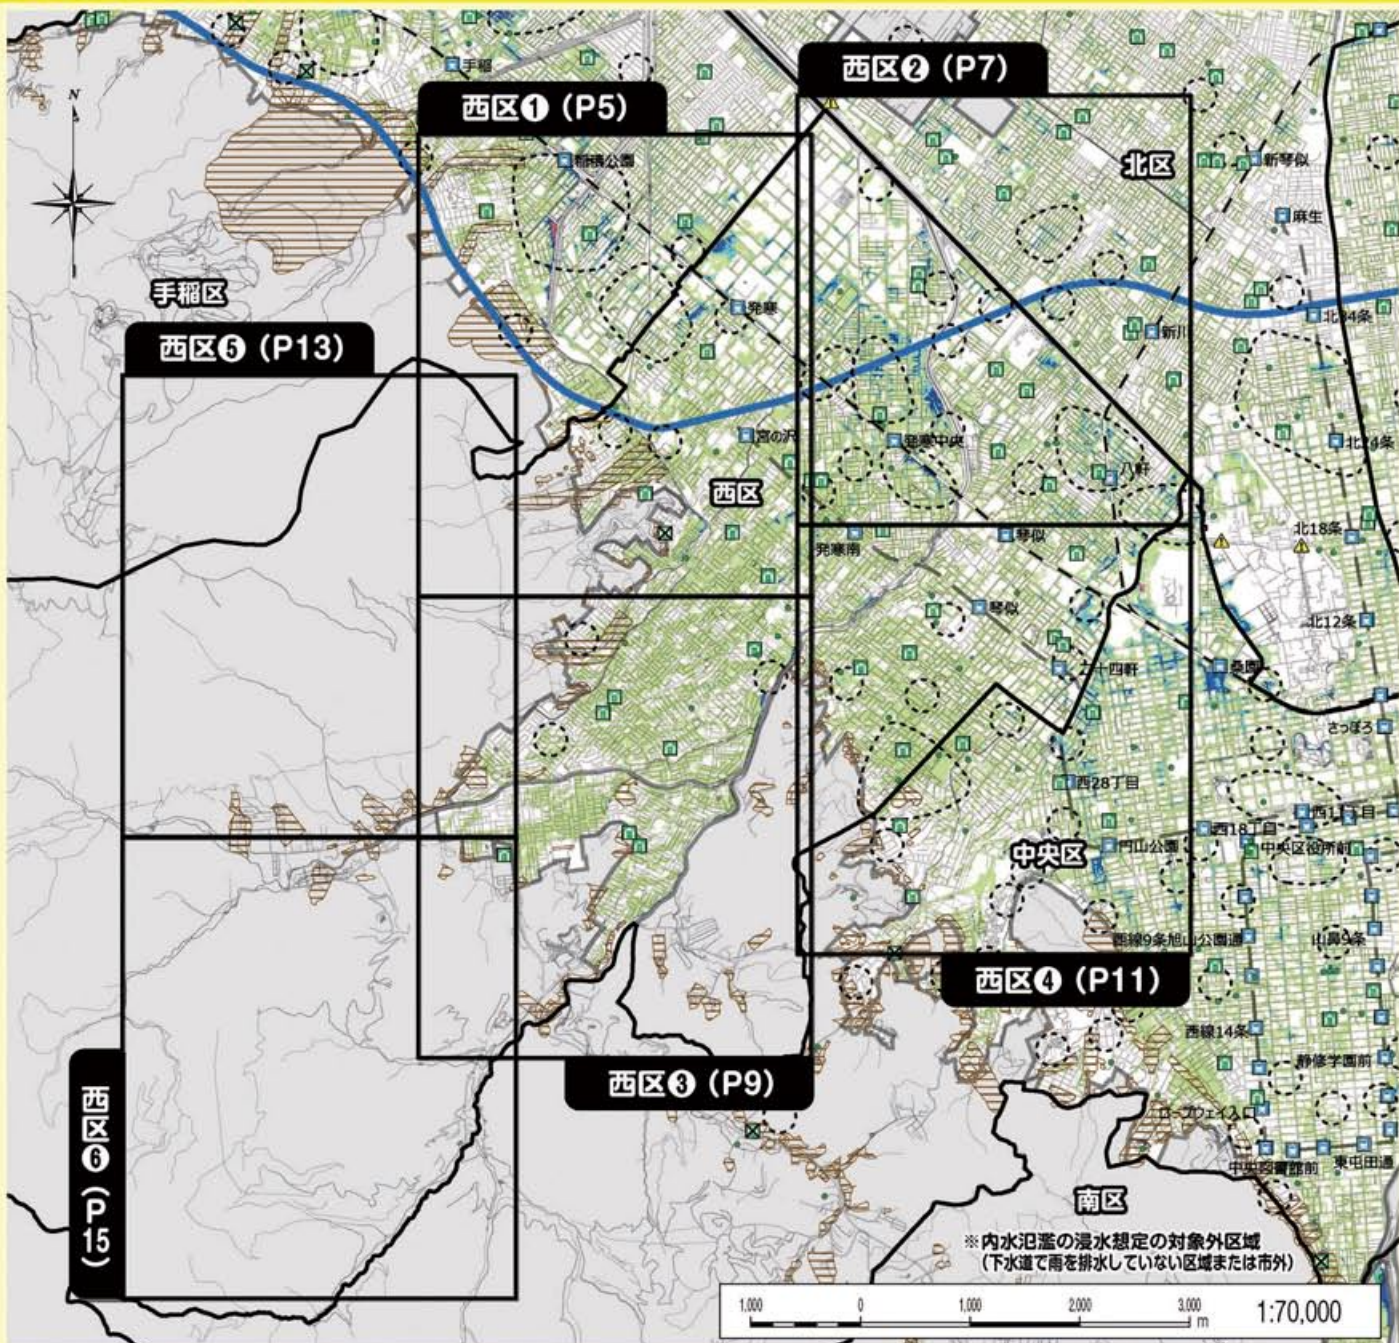 手稲
西区❷（P7）
西区❶（P5）
N
稲積公園
北区
新琴似
麻生
手稲区
発寒
北34条
新川
西区❺（P13）
宮の沢
発寒中央
北24条
八軒
西区
北18条
発寒南
琴似
琴似
北12条
二十四軒
桑園
さっぽろ
西28丁目
西11丁目
西18丁目
中央区役所前
円山公園
中央区
西線9条旭山公園通
山鼻9条
西区❹（P11）
西線14条
静修学園前
西区❸（P9）
ロープウェイ入口
西区❻（P15）
中央図書館前
東屯田通
南区
※内水氾濫の浸水想定の対象外区域
（下水道で雨を排水していない区域または市外）
1,000 0 1,000 2,000 3,000 m
1:70,000